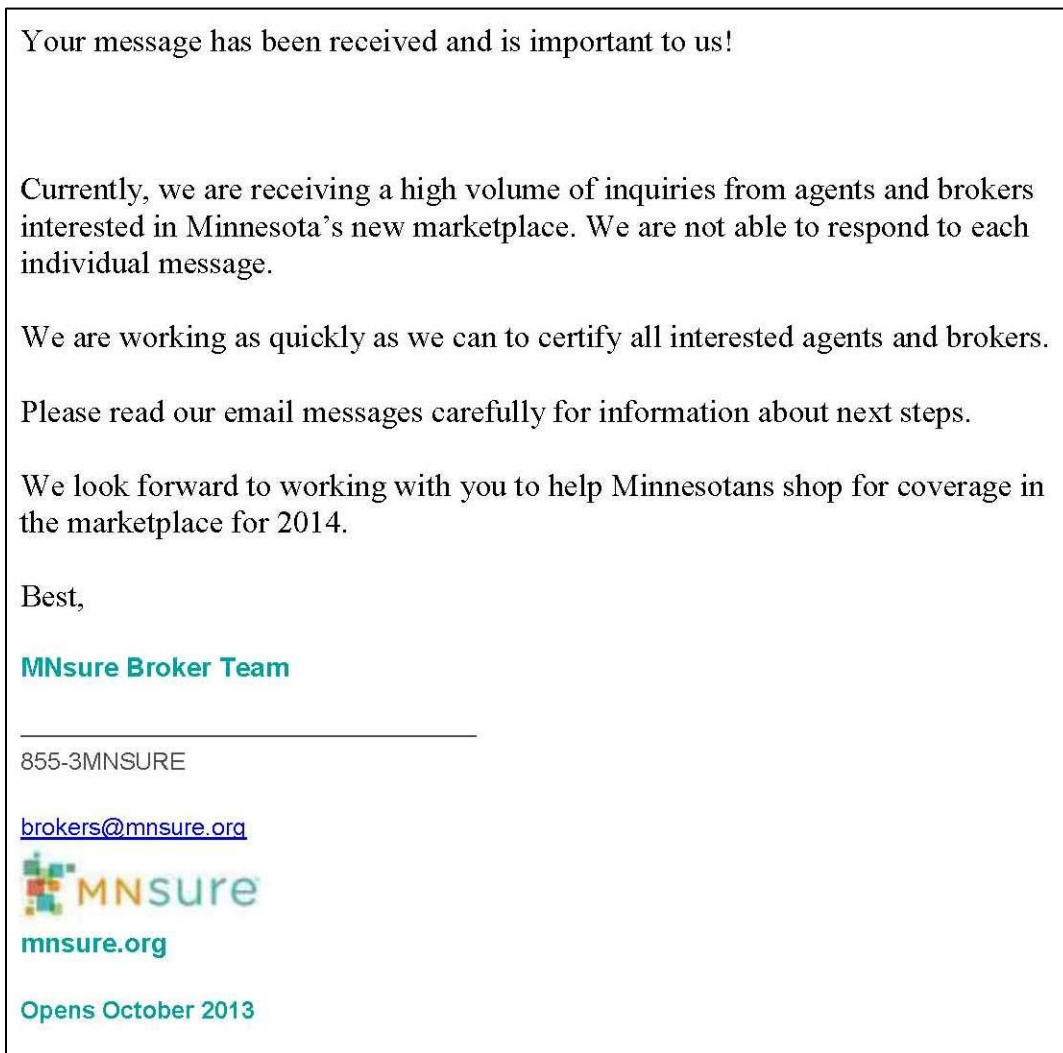 Your message has been received and is important to us!
Currently, we are receiving a high volume of inquiries from agents and brokers
interested in Minnesota’s new marketplace. We are not able to respond to each
individual message.
We are working as quickly as we can to certify all interested agents and brokers.
Please read our email messages carefully for information about next steps.
We look forward to working with you to help Minnesotans shop for coverage in
the marketplace for 2014.
Best,
MNsure Broker Team
855-3MNSURE
brokers@mnsure.org
MNsure
mnsure.org
Opens October 2013